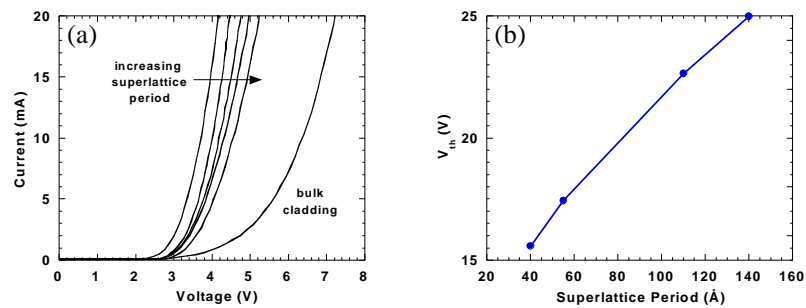 (a)
increasing
superlattice
period
bulk
cladding
Current (mA)
20
15
10
5
0
0 1 2 3 4 5 6 7 8
Voltage (V)
(b)
V_th (V)
25
20
15
20 40 60 80 100 120 140 160
Superlattice Period (Å)